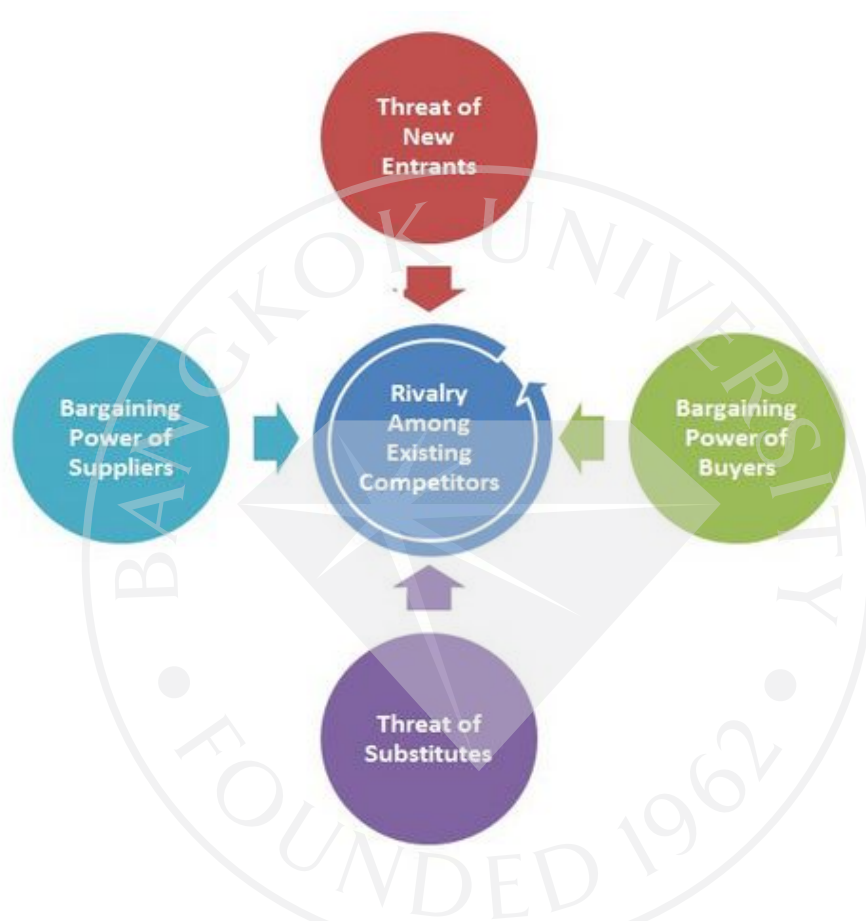 Threat of
New
Entrants
BANGKOK UNIVERSITY
Bargaining
Power of
Suppliers
Rivalry
Among
Existing
Competitors
Bargaining
Power of
Buyers
Threat of
Substitutes
FOUNDED 1962